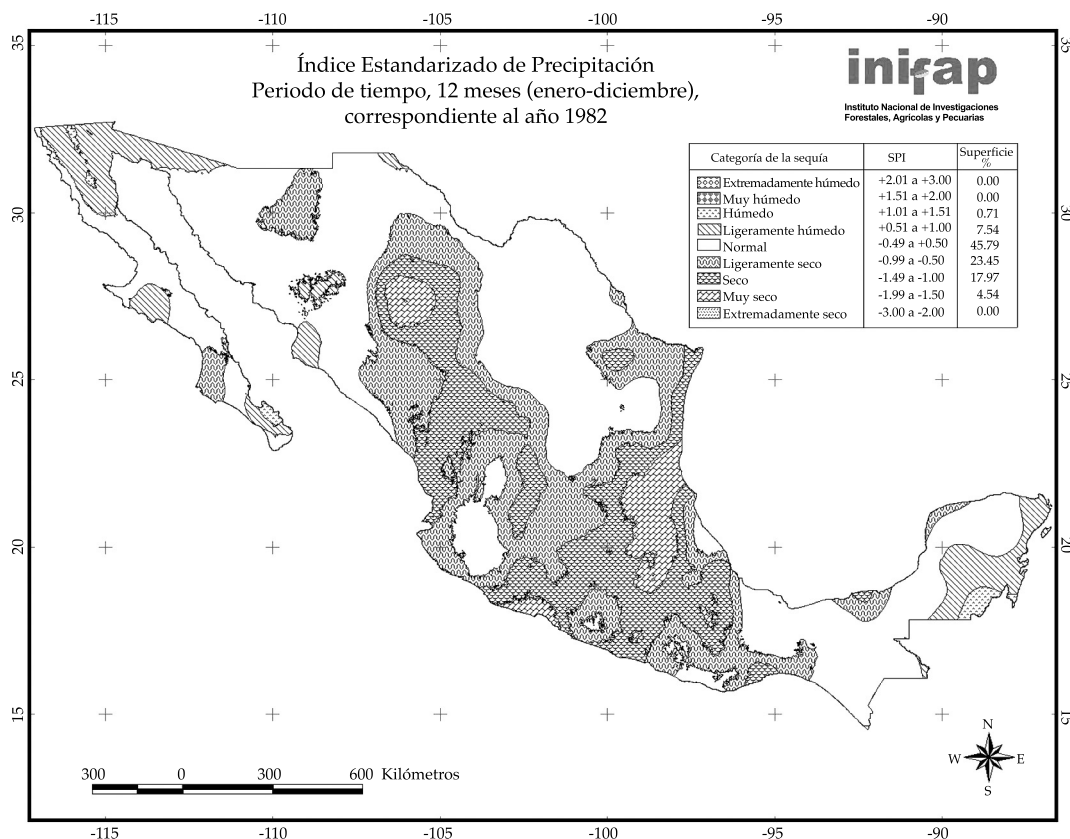 -115 -110 -105 -100 -95 -90
35 35
Índice Estandarizado de Precipitación
Periodo de tiempo, 12 meses (enero-diciembre),
correspondiente al año 1982
inifap
Instituto Nacional de Investigaciones
Forestales, Agrícolas y Pecuarias
Categoría de la sequía SPI Superficie %
Extremadamente húmedo +2.01 a +3.00 0.00
Muy húmedo +1.51 a +2.00 0.00
Húmedo +1.01 a +1.51 0.71
Ligeramente húmedo +0.51 a +1.00 7.54
Normal -0.49 a +0.50 45.79
Ligeramente seco -0.99 a -0.50 23.45
Seco -1.49 a -1.00 17.97
Muy seco -1.99 a -1.50 4.54
Extremadamente seco -3.00 a -2.00 0.00
30 30
25 25
20 20
15 15
N
W E
S
300 0 300 600 Kilómetros
-115 -110 -105 -100 -95 -90